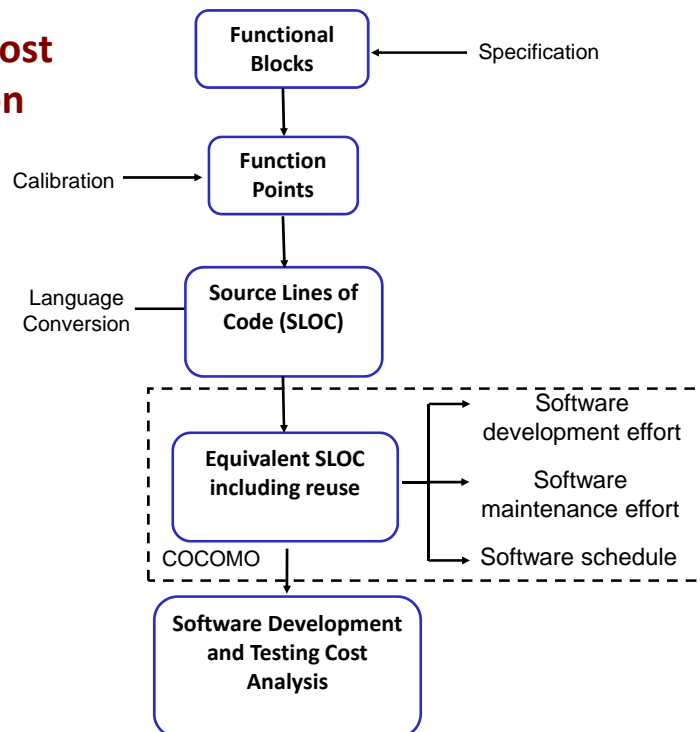 ost
n
Functional
Blocks
Specification
Function
Points
Calibration
Source Lines of
Code (SLOC)
Language
Conversion
Equivalent SLOC
including reuse
Software
development effort
Software
maintenance effort
Software schedule
COCOMO
Software Development
and Testing Cost
Analysis